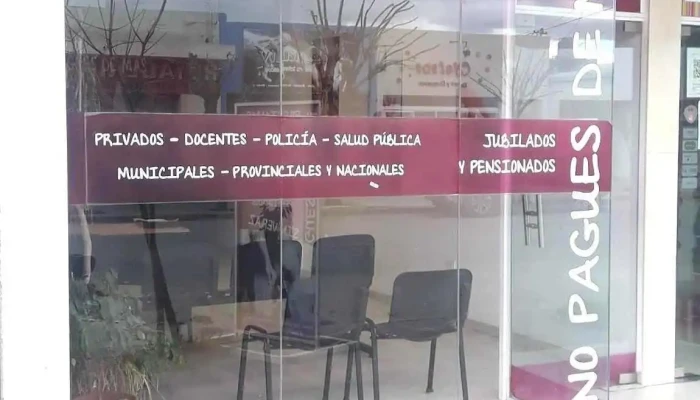 PRIVADOS - DOCENTES - POLICÍA - SALUD PÚBLICA
MUNICIPALES - PROVINCIALES Y NACIONALES
JUBILADOS
Y PENSIONADOS
NO PAGUES DE